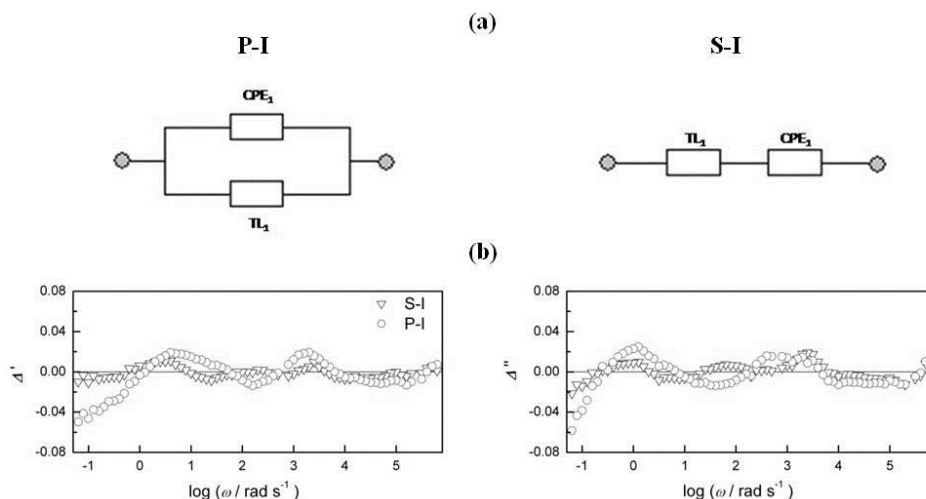 (a)
P-I
S-I
CPE₁
TL₁
TL₁
CPE₁
(b)
0.08
0.04
0.00
-0.04
-0.08
Δ'
S-I
P-I
-1 0 1 2 3 4 5
log (ω / rad s⁻¹)
0.08
0.04
0.00
-0.04
-0.08
Δ''
-1 0 1 2 3 4 5
log (ω / rad s⁻¹)